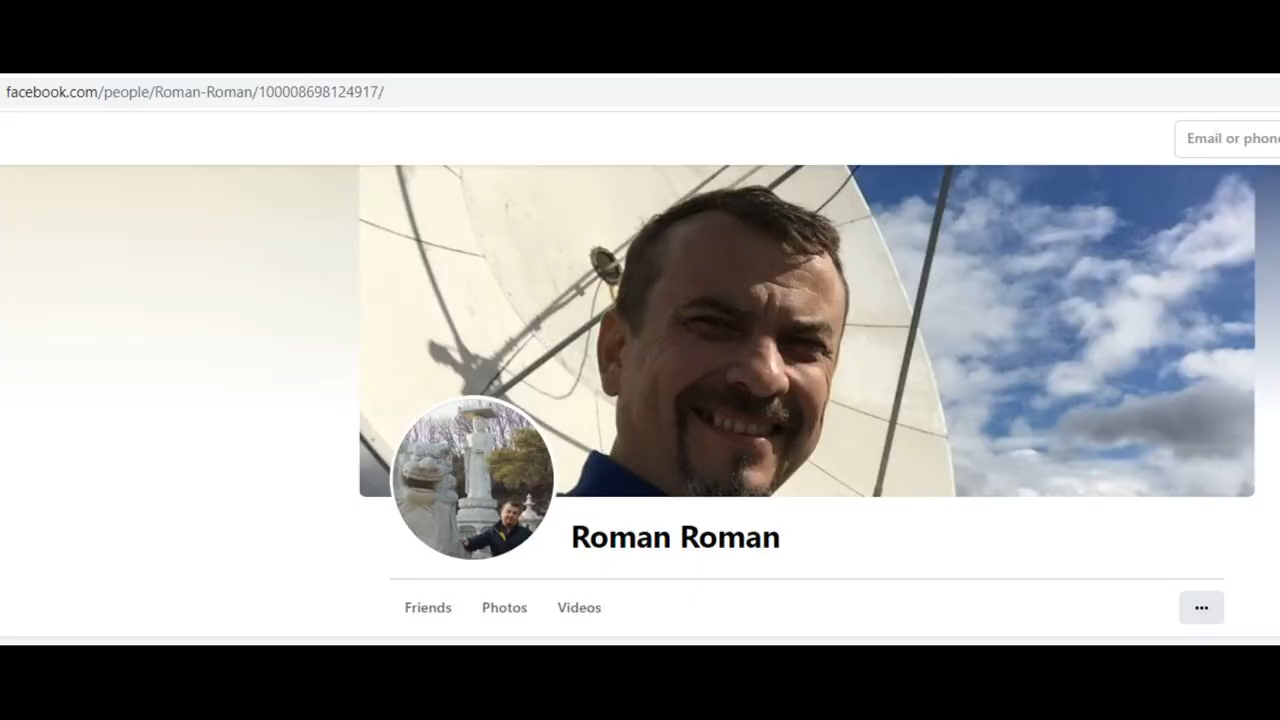 facebook.com/people/Roman-Roman/100008698124917/
Email or phone
Roman Roman
Friends Photos Videos